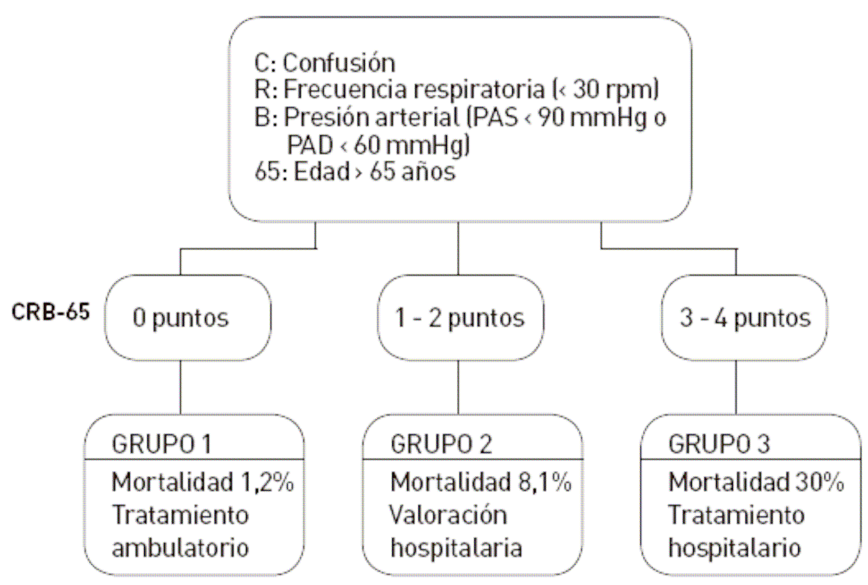 C: Confusión
R: Frecuencia respiratoria (< 30 rpm)
B: Presión arterial (PAS < 90 mmHg o
PAD < 60 mmHg)
65: Edad > 65 años
CRB-65
0 puntos
1 - 2 puntos
3 - 4 puntos
GRUPO 1
Mortalidad 1,2%
Tratamiento
ambulatorio
GRUPO 2
Mortalidad 8,1%
Valoración
hospitalaria
GRUPO 3
Mortalidad 30%
Tratamiento
hospitalario